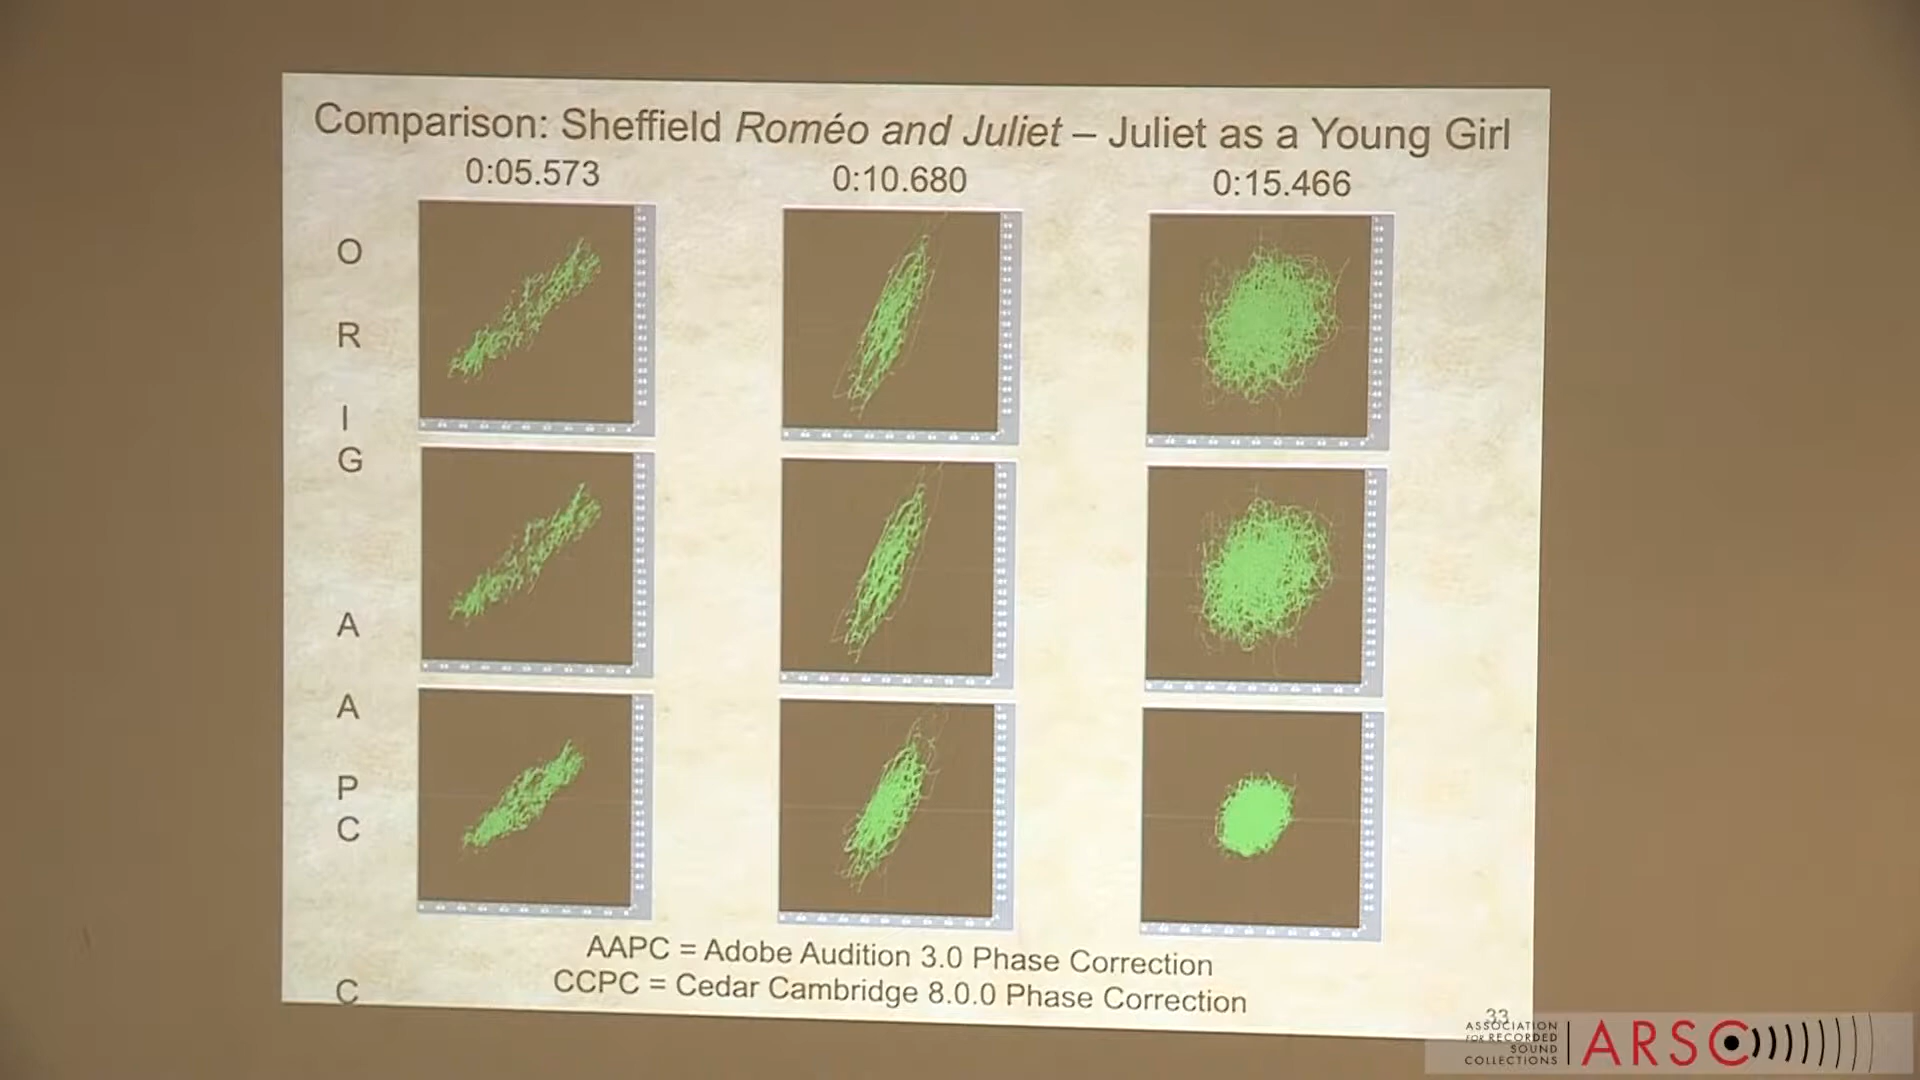 Comparison: Sheffield Roméo and Juliet – Juliet as a Young Girl
0:05.573 0:10.680 0:15.466
O
R
I
G
A
A
P
C
C
AAPC = Adobe Audition 3.0 Phase Correction
CCPC = Cedar Cambridge 8.0.0 Phase Correction
33
ASSOCIATION
FOR RECORDED
SOUND
COLLECTIONS
ARSC